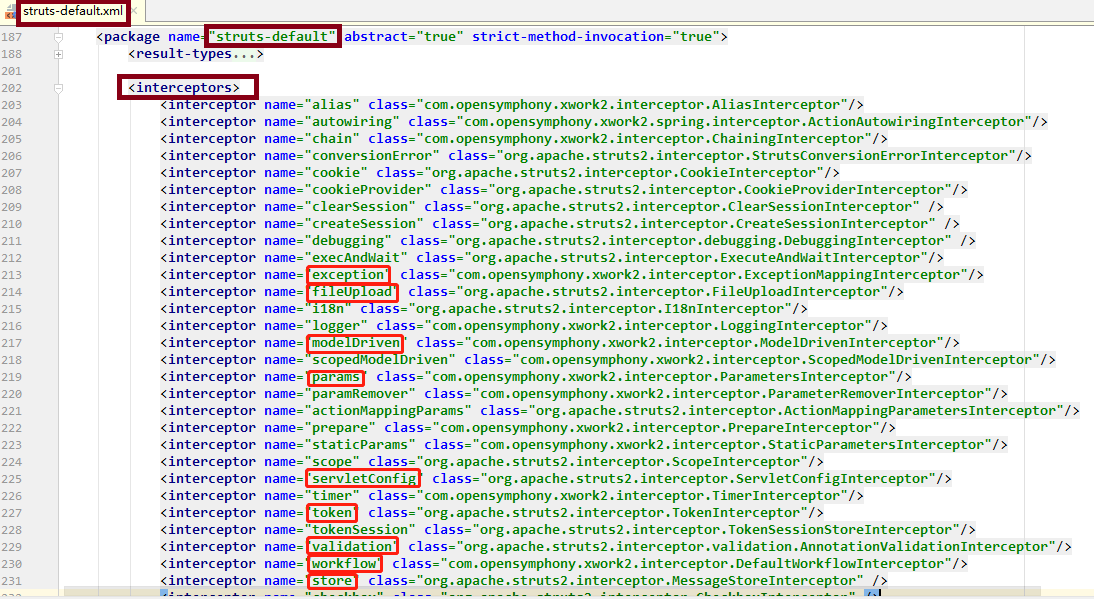 struts-default.xml
187 <package name="struts-default" abstract="true" strict-method-invocation="true">
188 <result-types...>
201
202 <interceptors>
203 <interceptor name="alias" class="com.opensymphony.xwork2.interceptor.AliasInterceptor"/>
204 <interceptor name="autowiring" class="com.opensymphony.xwork2.spring.interceptor.ActionAutowiringInterceptor"/>
205 <interceptor name="chain" class="com.opensymphony.xwork2.interceptor.ChainingInterceptor"/>
206 <interceptor name="conversionError" class="org.apache.struts2.interceptor.StrutsConversionErrorInterceptor"/>
207 <interceptor name="cookie" class="org.apache.struts2.interceptor.CookieInterceptor"/>
208 <interceptor name="cookieProvider" class="org.apache.struts2.interceptor.CookieProviderInterceptor"/>
209 <interceptor name="clearSession" class="org.apache.struts2.interceptor.ClearSessionInterceptor" />
210 <interceptor name="createSession" class="org.apache.struts2.interceptor.CreateSessionInterceptor" />
211 <interceptor name="debugging" class="org.apache.struts2.interceptor.debugging.DebuggingInterceptor" />
212 <interceptor name="execAndWait" class="org.apache.struts2.interceptor.ExecuteAndWaitInterceptor"/>
213 <interceptor name="exception" class="com.opensymphony.xwork2.interceptor.ExceptionMappingInterceptor"/>
214 <interceptor name="fileUpload" class="org.apache.struts2.interceptor.FileUploadInterceptor"/>
215 <interceptor name="i18n" class="org.apache.struts2.interceptor.I18nInterceptor"/>
216 <interceptor name="logger" class="com.opensymphony.xwork2.interceptor.LoggingInterceptor"/>
217 <interceptor name="modelDriven" class="com.opensymphony.xwork2.interceptor.ModelDrivenInterceptor"/>
218 <interceptor name="scopedModelDriven" class="com.opensymphony.xwork2.interceptor.ScopedModelDrivenInterceptor"/>
219 <interceptor name="params" class="com.opensymphony.xwork2.interceptor.ParametersInterceptor"/>
220 <interceptor name="paramRemover" class="com.opensymphony.xwork2.interceptor.ParameterRemoverInterceptor"/>
221 <interceptor name="actionMappingParams" class="org.apache.struts2.interceptor.ActionMappingParametersInterceptor"/>
222 <interceptor name="prepare" class="com.opensymphony.xwork2.interceptor.PrepareInterceptor"/>
223 <interceptor name="staticParams" class="com.opensymphony.xwork2.interceptor.StaticParametersInterceptor"/>
224 <interceptor name="scope" class="org.apache.struts2.interceptor.ScopeInterceptor"/>
225 <interceptor name="servletConfig" class="org.apache.struts2.interceptor.ServletConfigInterceptor"/>
226 <interceptor name="timer" class="com.opensymphony.xwork2.interceptor.TimerInterceptor"/>
227 <interceptor name="token" class="org.apache.struts2.interceptor.TokenInterceptor"/>
228 <interceptor name="tokenSession" class="org.apache.struts2.interceptor.TokenSessionStoreInterceptor"/>
229 <interceptor name="validation" class="org.apache.struts2.interceptor.validation.AnnotationValidationInterceptor"/>
230 <interceptor name="workflow" class="com.opensymphony.xwork2.interceptor.DefaultWorkflowInterceptor"/>
231 <interceptor name="store" class="org.apache.struts2.interceptor.MessageStoreInterceptor" />